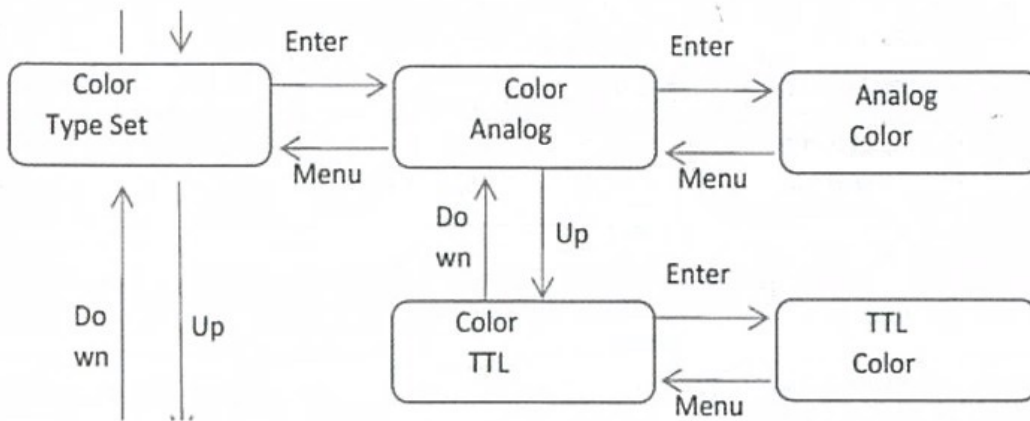 Enter
Enter
Color
Type Set
Color
Analog
Analog
Color
Menu
Menu
Do
wn
Up
Do
wn
Up
Enter
Color
TTL
TTL
Color
Menu